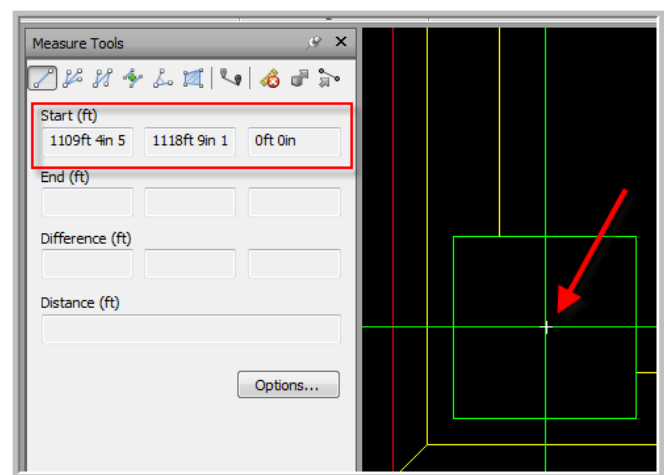 Measure Tools
Start (ft)
1109ft 4in 5 1118ft 9in 1 0ft 0in
End (ft)
Difference (ft)
Distance (ft)
Options...